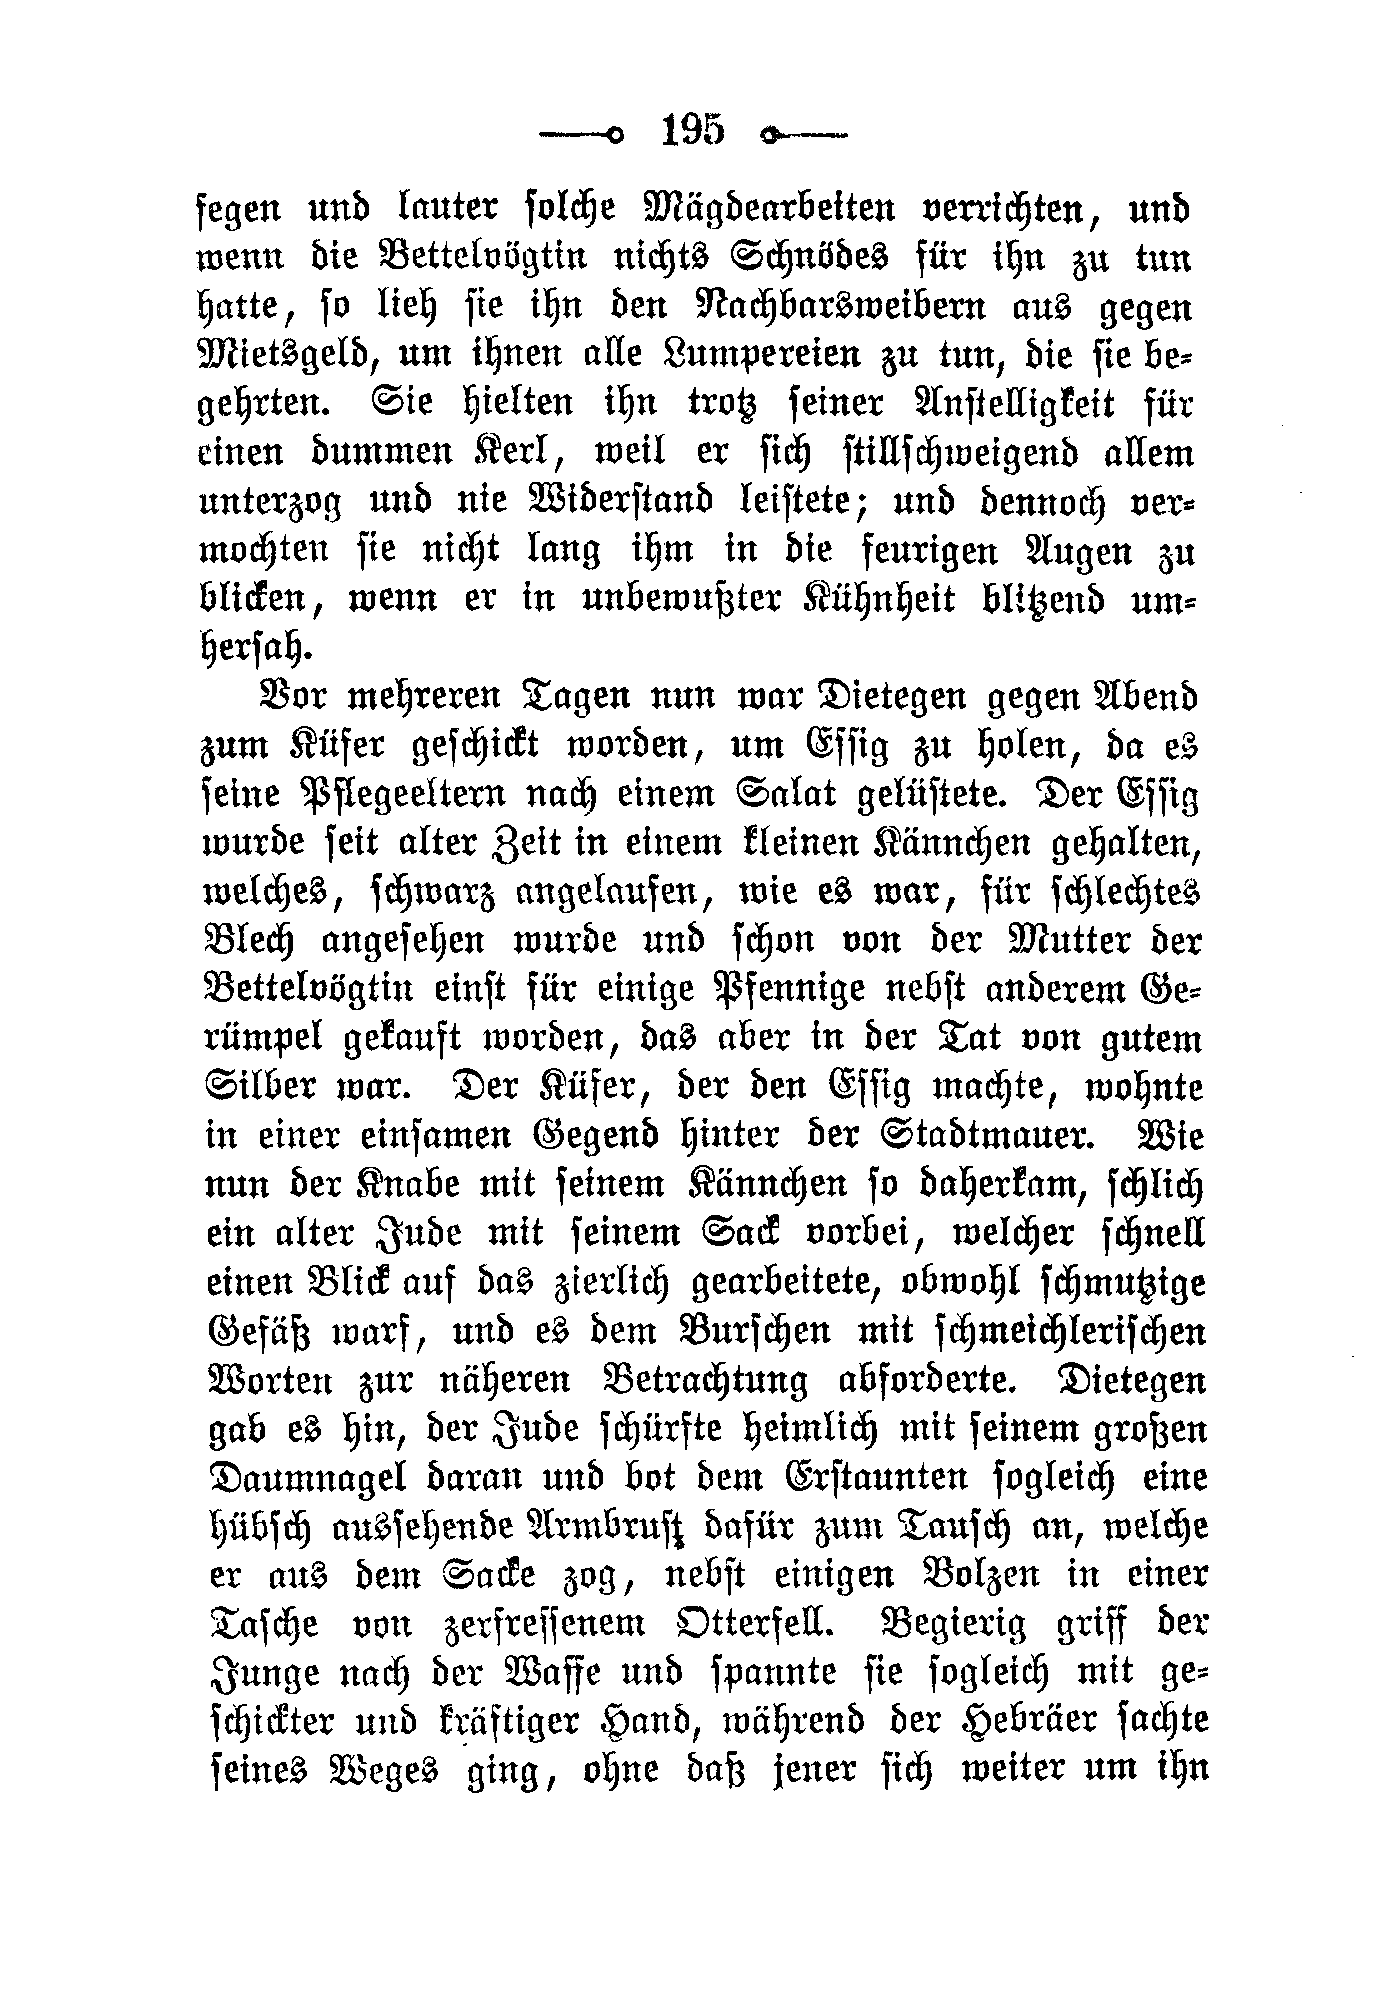 195
fegen und lauter solche Mägdearbeiten verrichten, und
wenn die Bettelvögtin nichts Schnödes für ihn zu tun
hatte, so lieh sie ihn den Nachbarsweibern aus gegen
Mietsgeld, um ihnen alle Lumpereien zu tun, die sie be-
gehrten. Sie hielten ihn trotz seiner Anstelligkeit für
einen dummen Kerl, weil er sich stillschweigend allem
unterzog und nie Widerstand leistete; und dennoch ver-
mochten sie nicht lang ihm in die feurigen Augen zu
blicken, wenn er in unbewußter Kühnheit blitzend um-
hersah.
Vor mehreren Tagen nun war Dietegen gegen Abend
zum Küfer geschickt worden, um Essig zu holen, da es
seine Pflegeeltern nach einem Salat gelüstete. Der Essig
wurde seit alter Zeit in einem kleinen Kännchen gehalten,
welches, schwarz angelaufen, wie es war, für schlechtes
Blech angesehen wurde und schon von der Mutter der
Bettelvögtin einst für einige Pfennige nebst anderem Ge-
rümpel gekauft worden, das aber in der Tat von gutem
Silber war. Der Küfer, der den Essig machte, wohnte
in einer einsamen Gegend hinter der Stadtmauer. Wie
nun der Knabe mit seinem Kännchen so daherkam, schlich
ein alter Jude mit seinem Sack vorbei, welcher schnell
einen Blick auf das zierlich gearbeitete, obwohl schmutzige
Gefäß warf, und es dem Burschen mit schmeichlerischen
Worten zur näheren Betrachtung abforderte. Dietegen
gab es hin, der Jude schürfte heimlich mit seinem großen
Daumnagel daran und bot dem Erstaunten sogleich eine
hübsch aussehende Armbrust dafür zum Tausch an, welche
er aus dem Sacke zog, nebst einigen Bolzen in einer
Tasche von zerfressenem Otterfell. Begierig griff der
Junge nach der Waffe und spannte sie sogleich mit ge-
schickter und kräftiger Hand, während der Hebräer sachte
seines Weges ging, ohne daß jener sich weiter um ihn